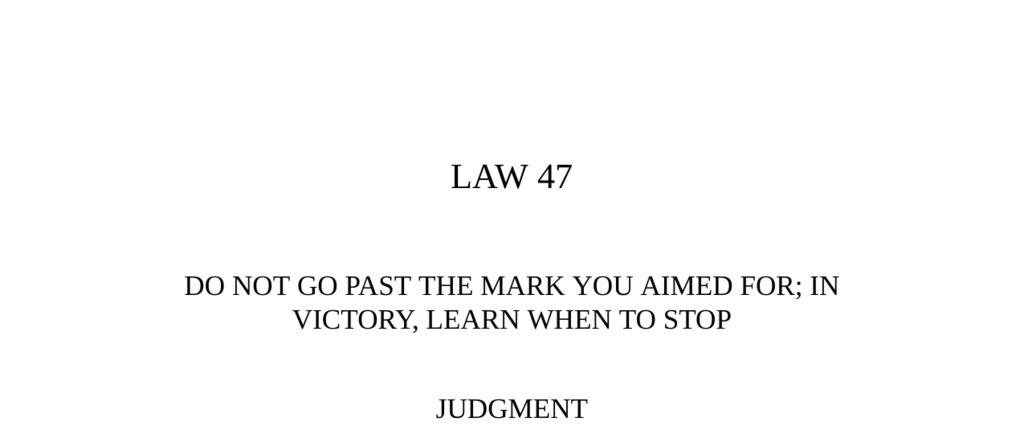 LAW 47
DO NOT GO PAST THE MARK YOU AIMED FOR; IN
VICTORY, LEARN WHEN TO STOP
JUDGMENT